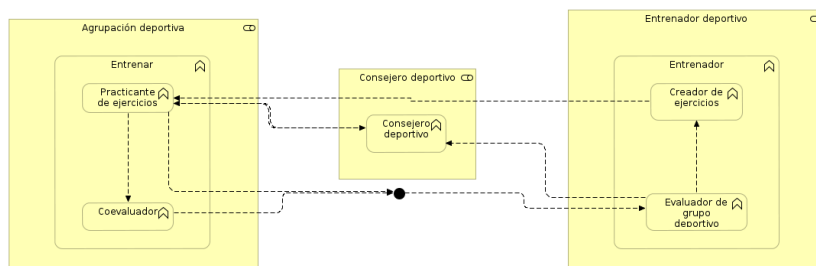 Agrupación deportiva
Entrenar
Practicante
de ejercicios
Coevaluador
Consejero deportivo
Consejero
deportivo
Entrenador deportivo
Entrenador
Creador de
ejercicios
Evaluador de
grupo
deportivo